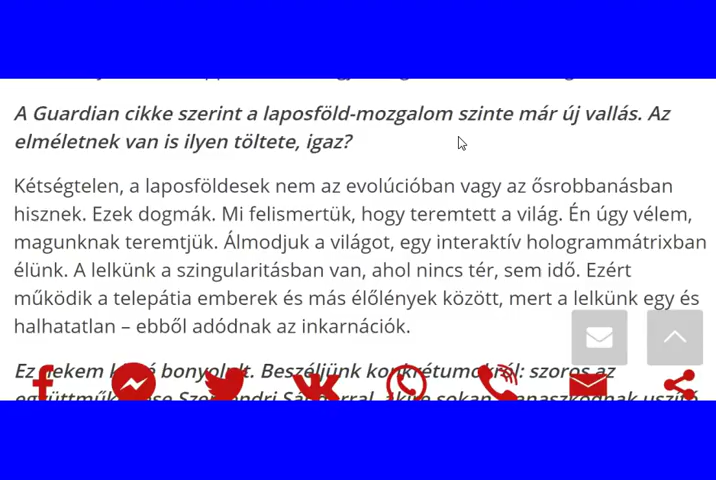 A Guardian cikke szerint a laposföld-mozgalom szinte már új vallás. Az
elméletnek van is ilyen töltete, igaz?
Kétségtelen, a laposföldesek nem az evolúcióban vagy az ősrobbanásban
hisznek. Ezek dogmák. Mi felismertük, hogy teremtett a világ. Én úgy vélem,
magunknak teremtjük. Álmodjuk a világot, egy interaktív hologrammátrixban
élünk. A lelkünk a szingularitásban van, ahol nincs tér, sem idő. Ezért
működik a telepátia emberek és más élőlények között, mert a lelkünk egy és
halhatatlan – ebből adódnak az inkarnációk.
Ez nekem bonyolult. Beszéljünk konkrétumokról: szoros az